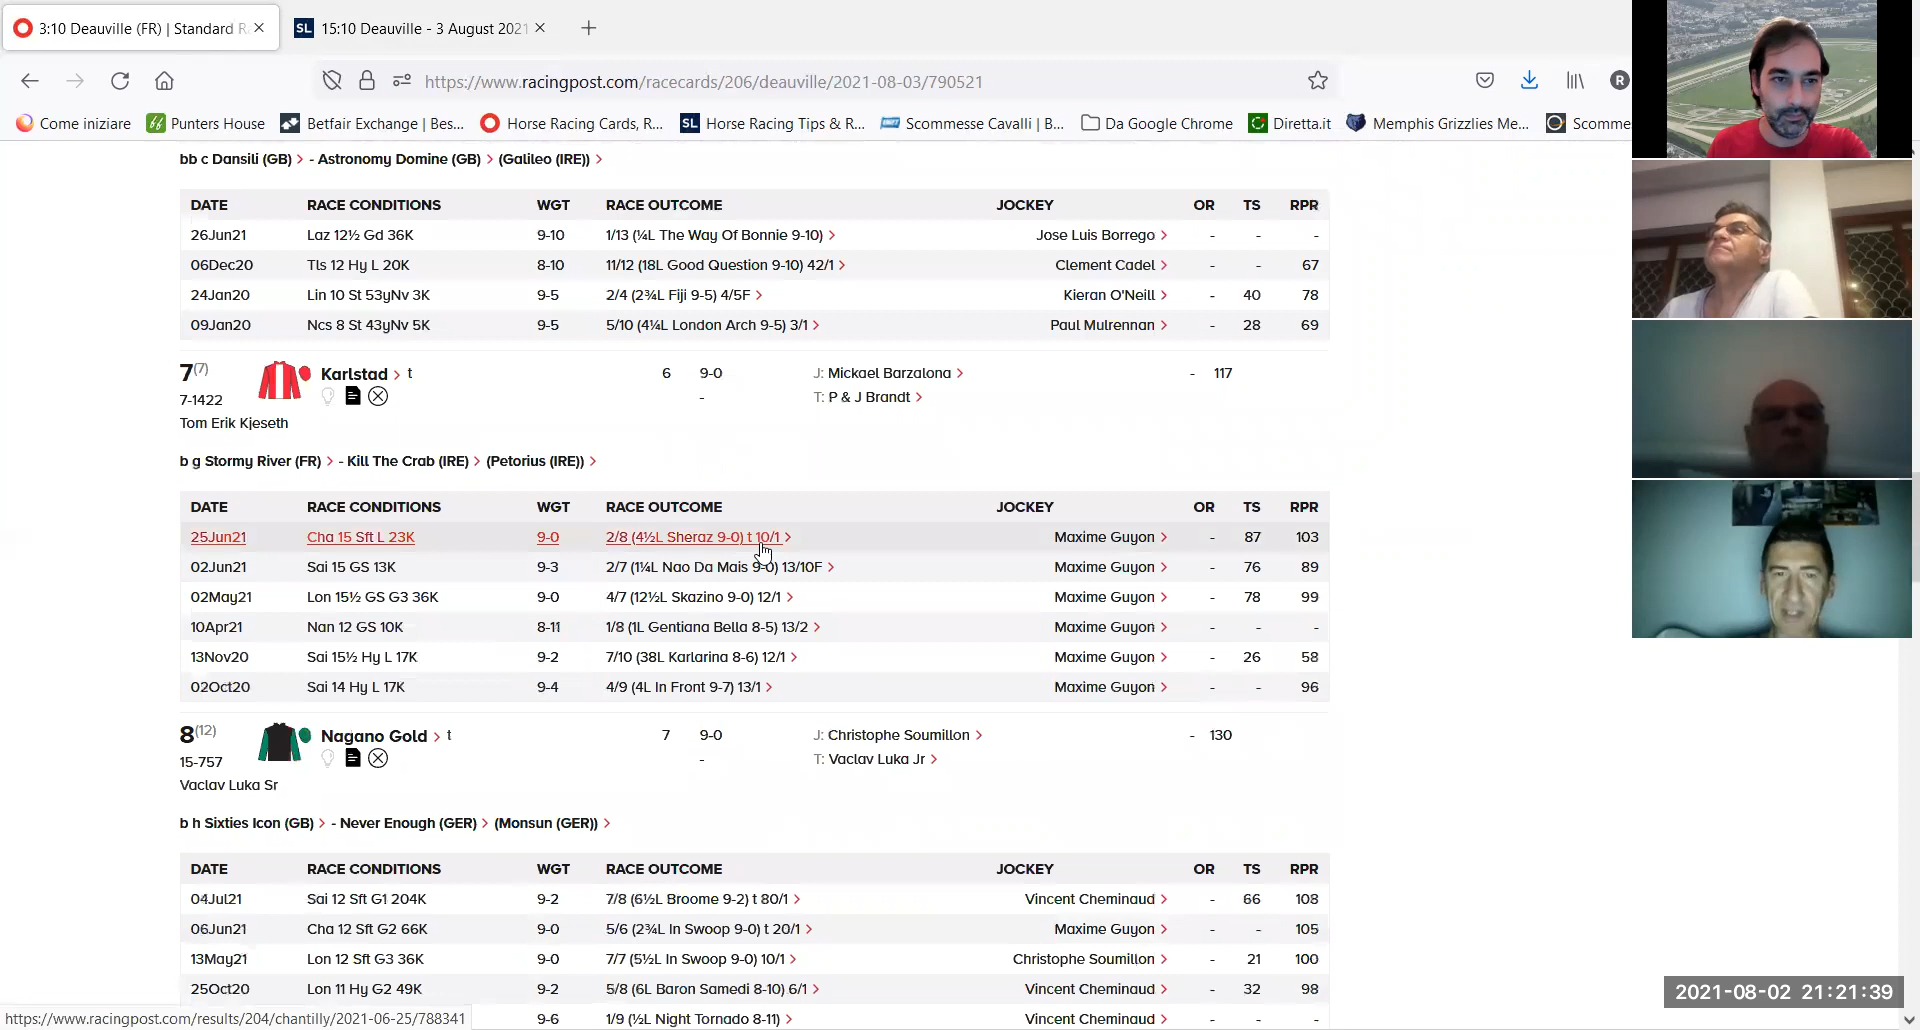 3:10 Deauville (FR) | Standard R
15:10 Deauville - 3 August 2021
https://www.racingpost.com/racecards/206/deauville/2021-08-03/790521
R
Come iniziare
Punters House
Betfair Exchange | Bes...
Horse Racing Cards, R...
SL Horse Racing Tips & R...
Scommesse Cavalli | B...
Da Google Chrome
Diretta.it
Memphis Grizzlies Me...
Scomme
bb c Dansili (GB) > - Astronomy Domine (GB) > (Galileo (IRE)) >
DATE RACE CONDITIONS WGT RACE OUTCOME JOCKEY OR TS RPR
26Jun21 Laz 12½ Gd 36K 9-10 1/13 (¼L The Way Of Bonnie 9-10) > Jose Luis Borrego > - - -
06Dec20 Tls 12 Hy L 20K 8-10 11/12 (18L Good Question 9-10) 42/1 > Clement Cadel > - - 67
24Jan20 Lin 10 St 53yNv 3K 9-5 2/4 (2¾L Fiji 9-5) 4/5F > Kieran O'Neill > - 40 78
09Jan20 Ncs 8 St 43yNv 5K 9-5 5/10 (4¼L London Arch 9-5) 3/1 > Paul Mulrennan > - 28 69
7(7) Karlstad > t 6 9-0 J: Mickael Barzalona > - 117
7-1422 - T: P & J Brandt >
Tom Erik Kjeseth
b g Stormy River (FR) > - Kill The Crab (IRE) > (Petorius (IRE)) >
DATE RACE CONDITIONS WGT RACE OUTCOME JOCKEY OR TS RPR
25Jun21 Cha 15 Sft L 23K 9-0 2/8 (4½L Sheraz 9-0) t 10/1 > Maxime Guyon > - 87 103
02Jun21 Sai 15 GS 13K 9-3 2/7 (1¼L Nao Da Mais 9-0) 13/10F > Maxime Guyon > - 76 89
02May21 Lon 15½ GS G3 36K 9-0 4/7 (12½L Skazino 9-0) 12/1 > Maxime Guyon > - 78 99
10Apr21 Nan 12 GS 10K 8-11 1/8 (1L Gentiana Bella 8-5) 13/2 > Maxime Guyon > - - -
13Nov20 Sai 15½ Hy L 17K 9-2 7/10 (38L Karlarina 8-6) 12/1 > Maxime Guyon > - 26 58
02Oct20 Sai 14 Hy L 17K 9-4 4/9 (4L In Front 9-7) 13/1 > Maxime Guyon > - - 96
8(12) Nagano Gold > t 7 9-0 J: Christophe Soumillon > - 130
15-757 - T: Vaclav Luka Jr >
Vaclav Luka Sr
b h Sixties Icon (GB) > - Never Enough (GER) > (Monsun (GER)) >
DATE RACE CONDITIONS WGT RACE OUTCOME JOCKEY OR TS RPR
04Jul21 Sai 12 Sft G1 204K 9-2 7/8 (6½L Broome 9-2) t 80/1 > Vincent Cheminaud > - 66 108
06Jun21 Cha 12 Sft G2 66K 9-0 5/6 (2¾L In Swoop 9-0) t 20/1 > Maxime Guyon > - - 105
13May21 Lon 12 Sft G3 36K 9-0 7/7 (5½L In Swoop 9-0) 10/1 > Christophe Soumillon > - 21 100
25Oct20 Lon 11 Hy G2 49K 9-2 5/8 (6L Baron Samedi 8-10) 6/1 > Vincent Cheminaud > - 32 98
9-6 1/9 (½L Night Tornado 8-11) > Vincent Cheminaud > - - -
https://www.racingpost.com/results/204/chantilly/2021-06-25/788341
2021-08-02 21:21:39